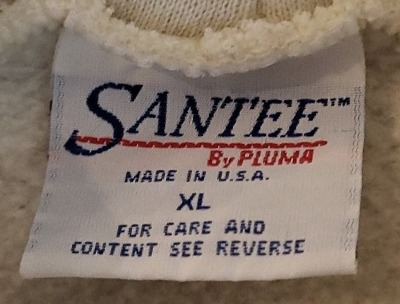 SANTEE™
By PLUMA
MADE IN U.S.A.
XL
FOR CARE AND
CONTENT SEE REVERSE